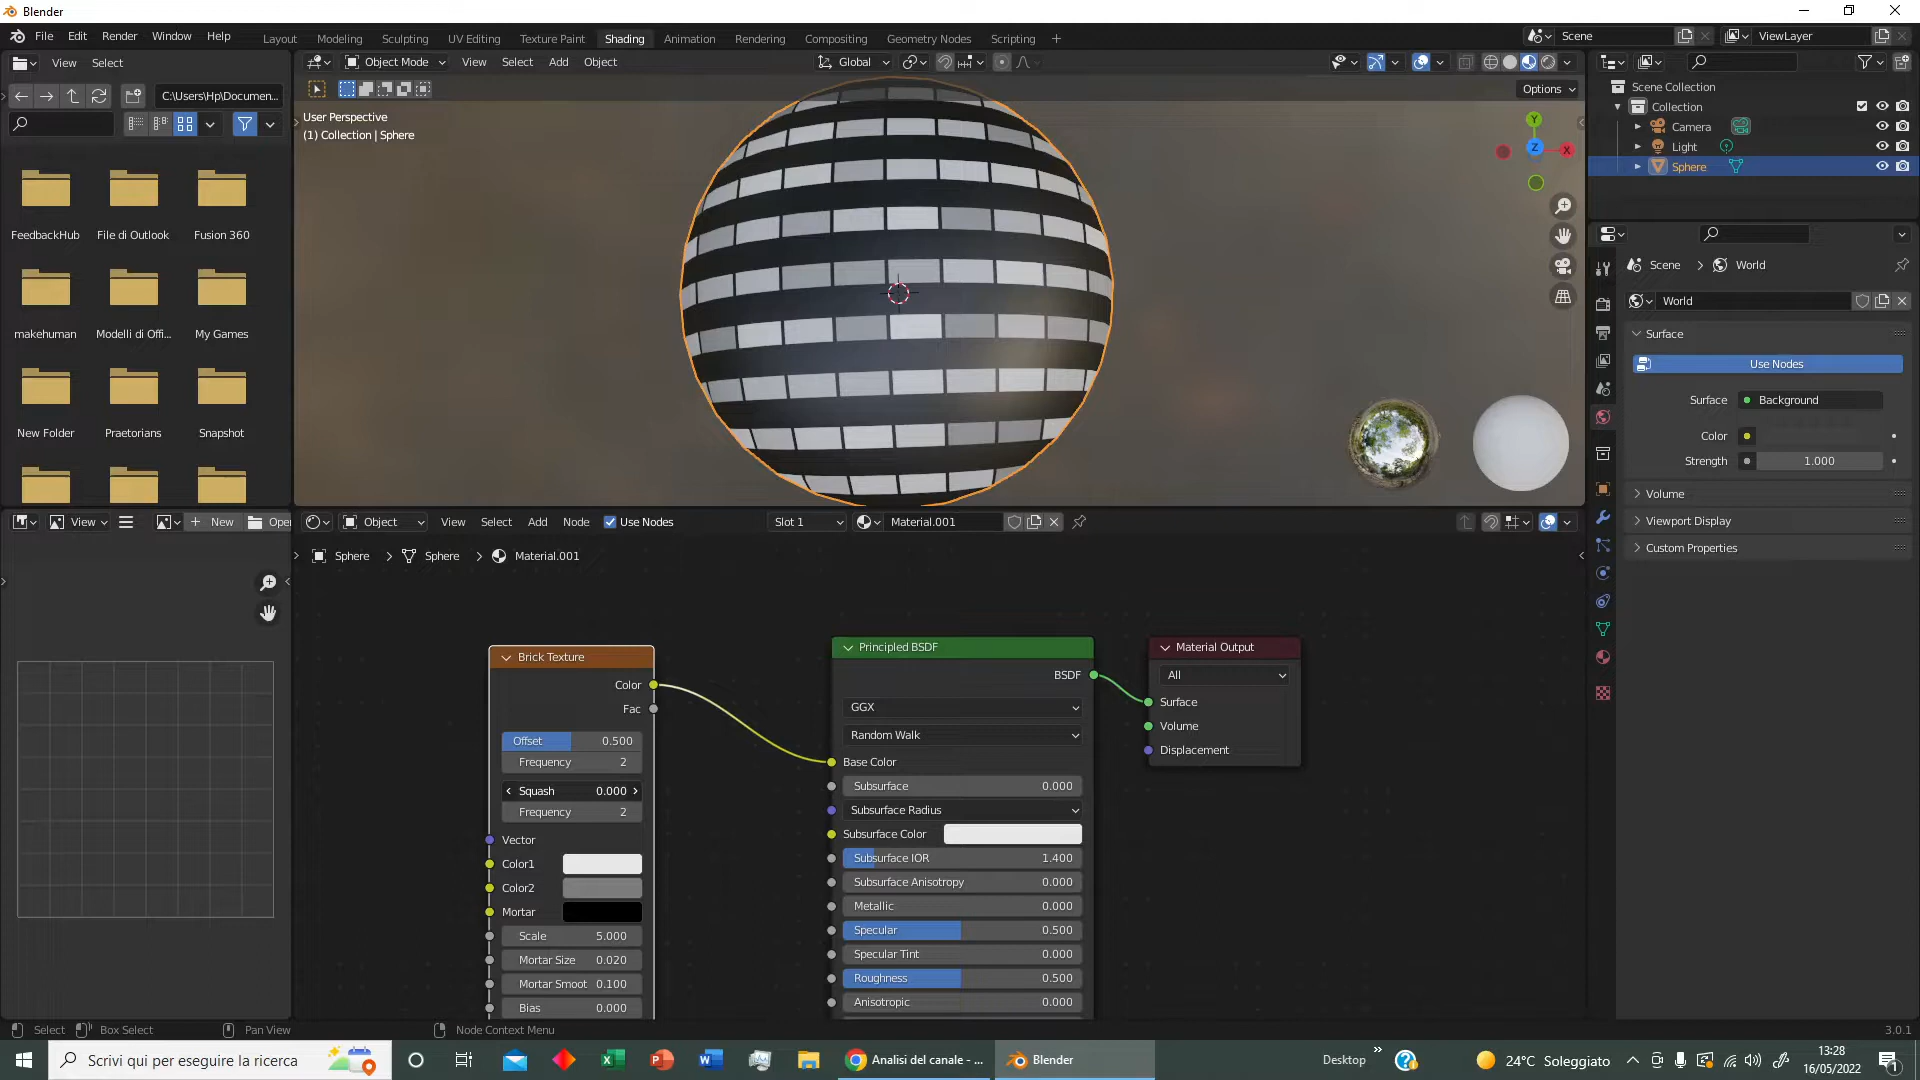 Blender
File Edit Render Window Help
Layout Modeling Sculpting UV Editing Texture Paint Shading Animation Rendering Compositing Geometry Nodes Scripting
Scene
ViewLayer
View Select
Object Mode View Select Add Object
Global
C:\Users\Hp\Documen...
Options
User Perspective
(1) Collection | Sphere
Y
Z
X
Scene Collection
Collection
Camera
Light
Sphere
FeedbackHub File di Outlook Fusion 360
makehuman Modelli di Offi... My Games
New Folder Praetorians Snapshot
Scene > World
World
Surface
Use Nodes
Surface Background
Color
Strength 1.000
Volume
Viewport Display
Custom Properties
View New Open
Object View Select Add Node Use Nodes
Slot 1 Material.001
Sphere > Sphere > Material.001
Brick Texture
Color
Fac
Offset 0.500
Frequency 2
Squash 0.000
Frequency 2
Vector
Color1
Color2
Mortar
Scale 5.000
Mortar Size 0.020
Mortar Smoot 0.100
Bias 0.000
Principled BSDF
BSDF
GGX
Random Walk
Base Color
Subsurface 0.000
Subsurface Radius
Subsurface Color
Subsurface IOR 1.400
Subsurface Anisotropy 0.000
Metallic 0.000
Specular 0.500
Specular Tint 0.000
Roughness 0.500
Anisotropic 0.000
Material Output
All
Surface
Volume
Displacement
Select Box Select Pan View Node Context Menu 3.0.1
Scrivi qui per eseguire la ricerca
Analisi del canale - ...
Blender
Desktop
24°C Soleggiato
13:28
16/05/2022
1